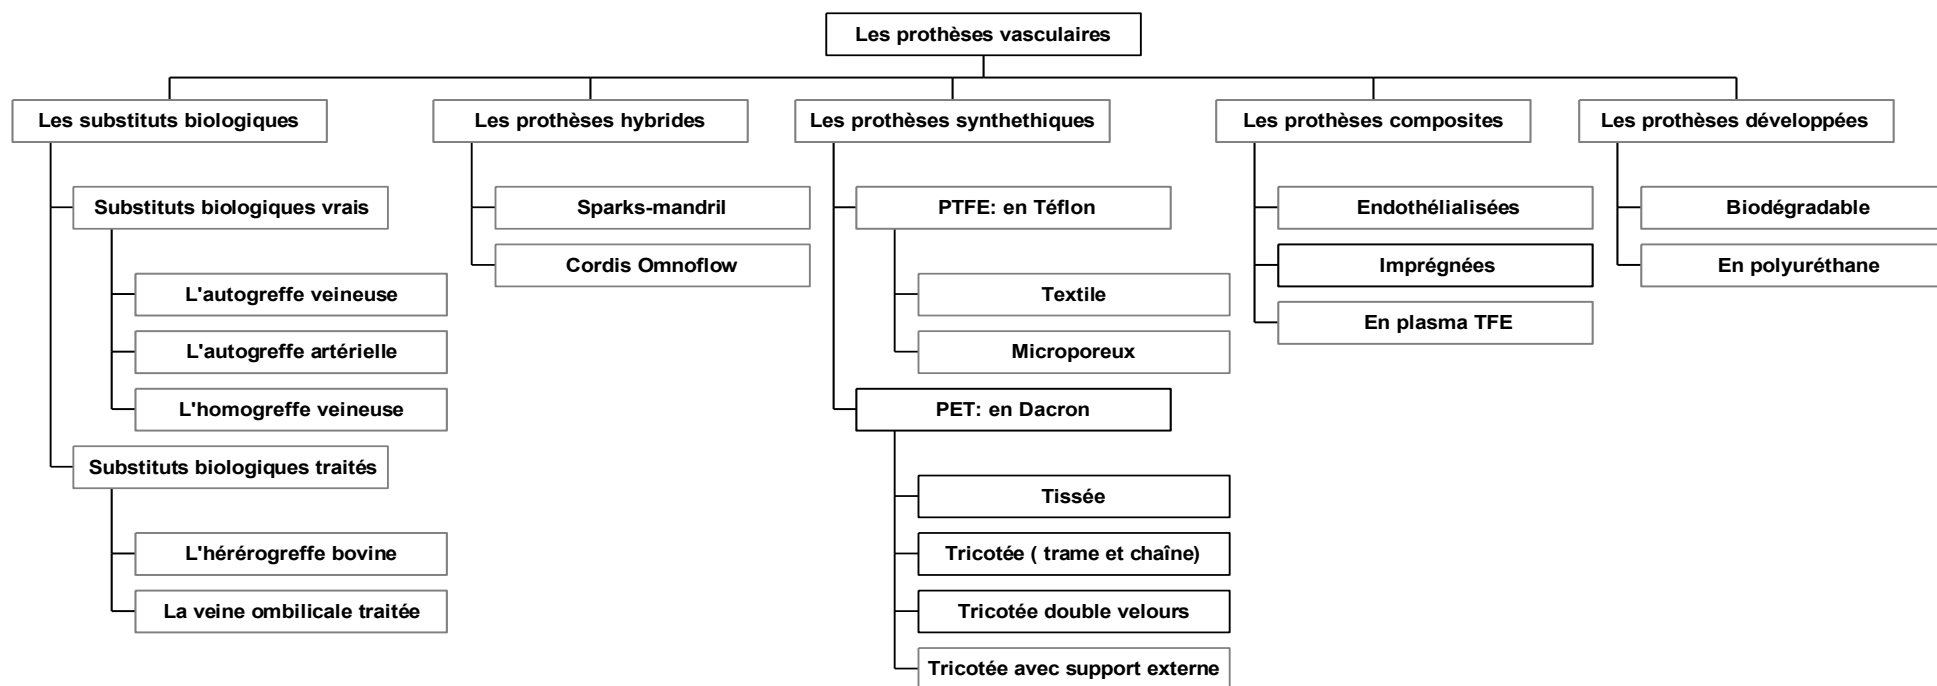 Les prothèses vasculaires
Les substituts biologiques
Les prothèses hybrides
Les prothèses synthethiques
Les prothèses composites
Les prothèses développées
Substituts biologiques vrais
L'autogreffe veineuse
L'autogreffe artérielle
L'homogreffe veineuse
Substituts biologiques traités
L'hérérogreffe bovine
La veine ombilicale traitée
Sparks-mandril
Cordis Omnoflow
PTFE: en Téflon
Textile
Microporeux
PET: en Dacron
Tissée
Tricotée ( trame et chaîne)
Tricotée double velours
Tricotée avec support externe
Endothélialisées
Imprégnées
En plasma TFE
Biodégradable
En polyuréthane